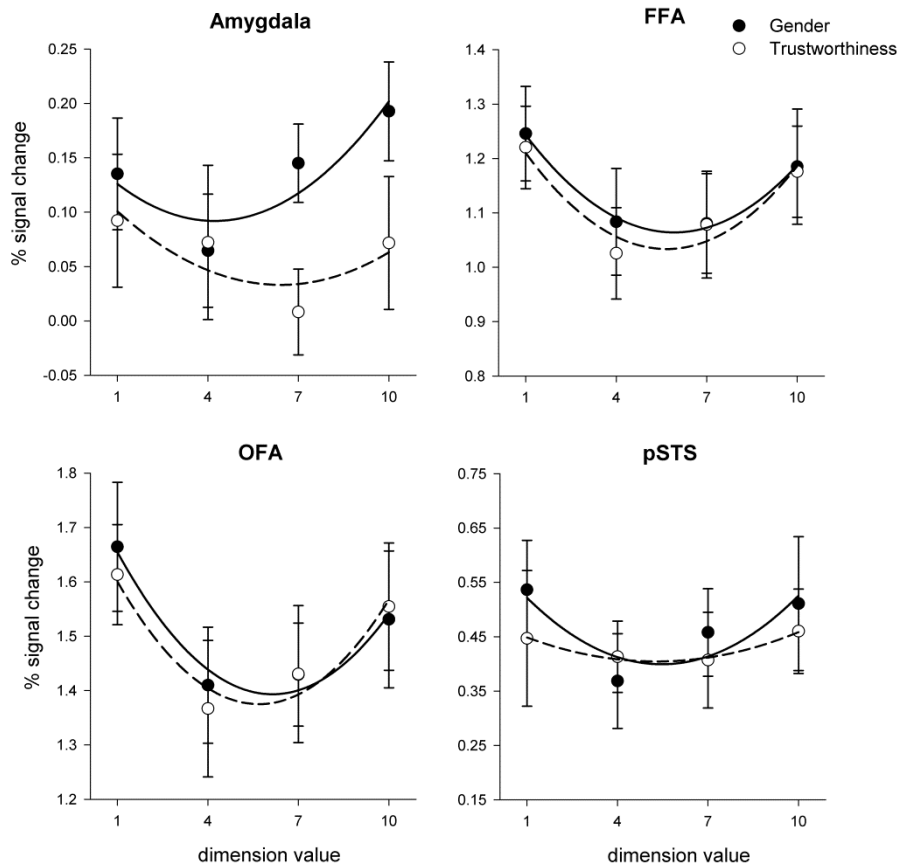 Amygdala
FFA
Gender
Trustworthiness
% signal change
0.25
0.20
0.15
0.10
0.05
0.00
-0.05
1 4 7 10
1.4
1.3
1.2
1.1
1.0
0.9
0.8
1 4 7 10
OFA
pSTS
% signal change
1.8
1.7
1.6
1.5
1.4
1.3
1.2
1 4 7 10
dimension value
0.75
0.65
0.55
0.45
0.35
0.25
0.15
1 4 7 10
dimension value